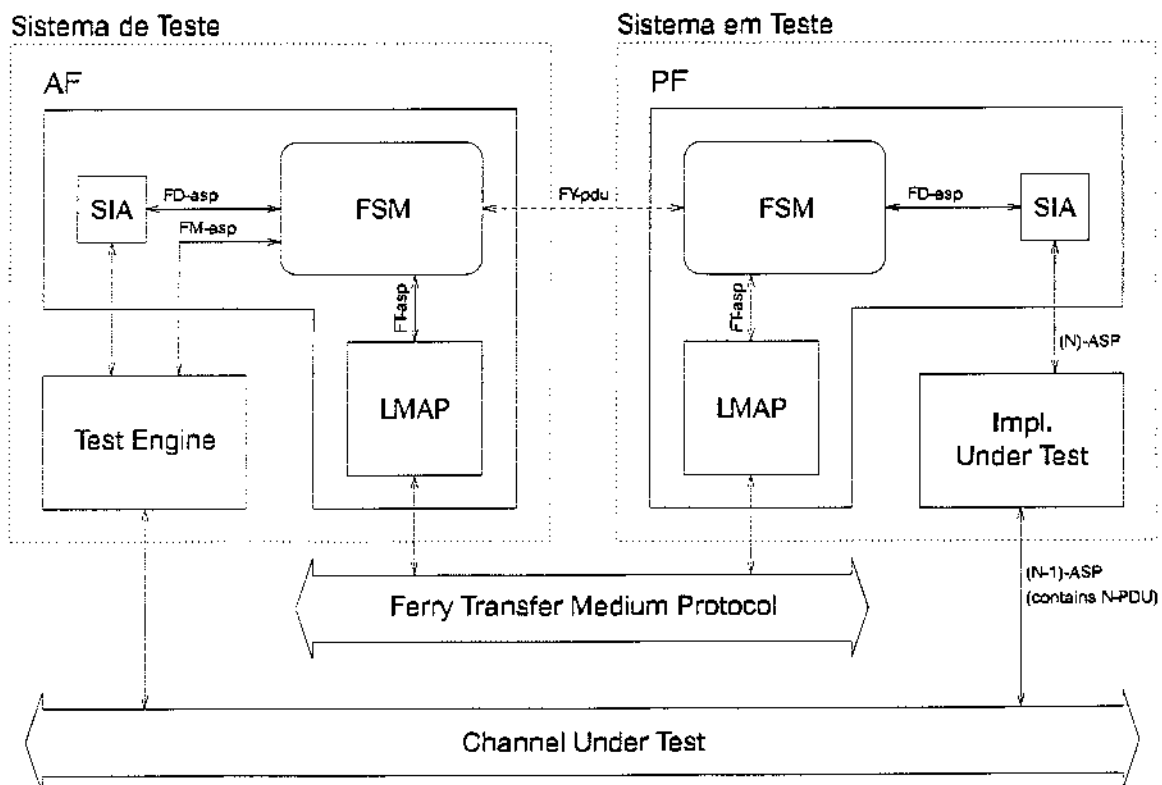 Sistema de Teste
Sistema em Teste
AF
PF
SIA
FD-asp
FM-asp
FSM
FY-pdu
FSM
FD-asp
SIA
FT-asp
FT-asp
(N)-ASP
Test Engine
LMAP
LMAP
Impl.
Under Test
(N-1)-ASP
(contains N-PDU)
Ferry Transfer Medium Protocol
Channel Under Test